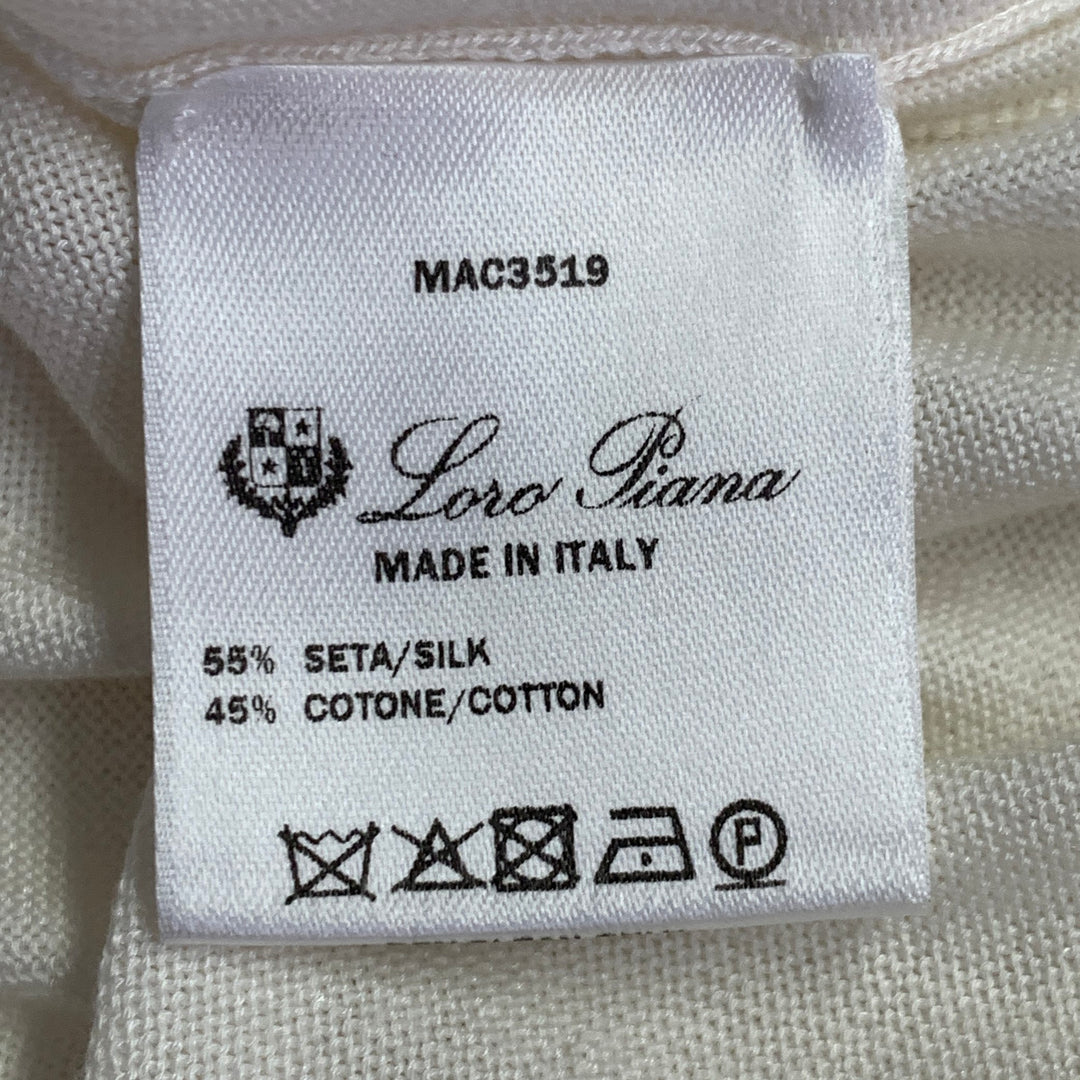 MAC3519
Loro Piana
MADE IN ITALY
55% SETA/SILK
45% COTONE/COTTON
P